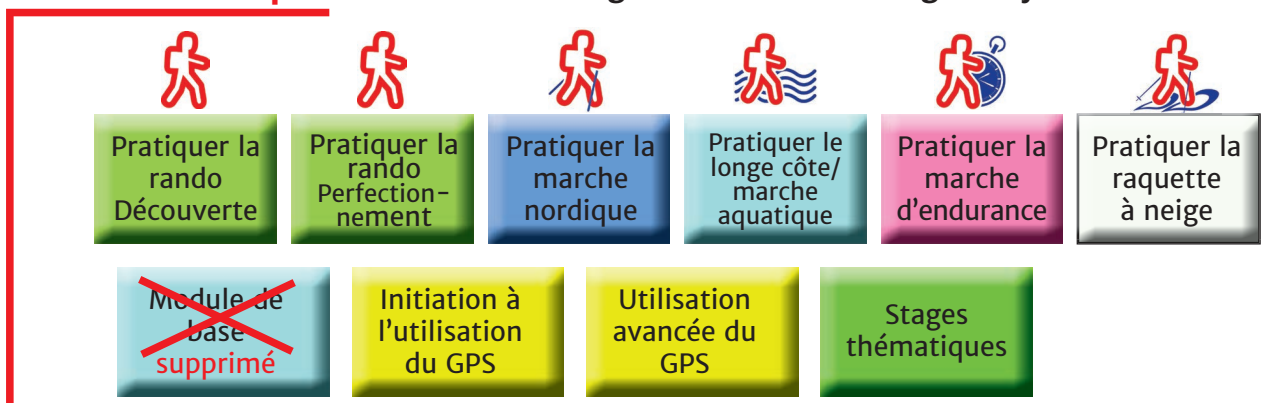 Pratiquer la
rando
Découverte
Pratiquer la
rando
Perfection-
nement
Pratiquer la
marche
nordique
Pratiquer le
longe côte/
marche
aquatique
Pratiquer la
marche
d'endurance
Pratiquer la
raquette
à neige
Module de
base
supprimé
Initiation à
l'utilisation
du GPS
Utilisation
avancée du
GPS
Stages
thématiques